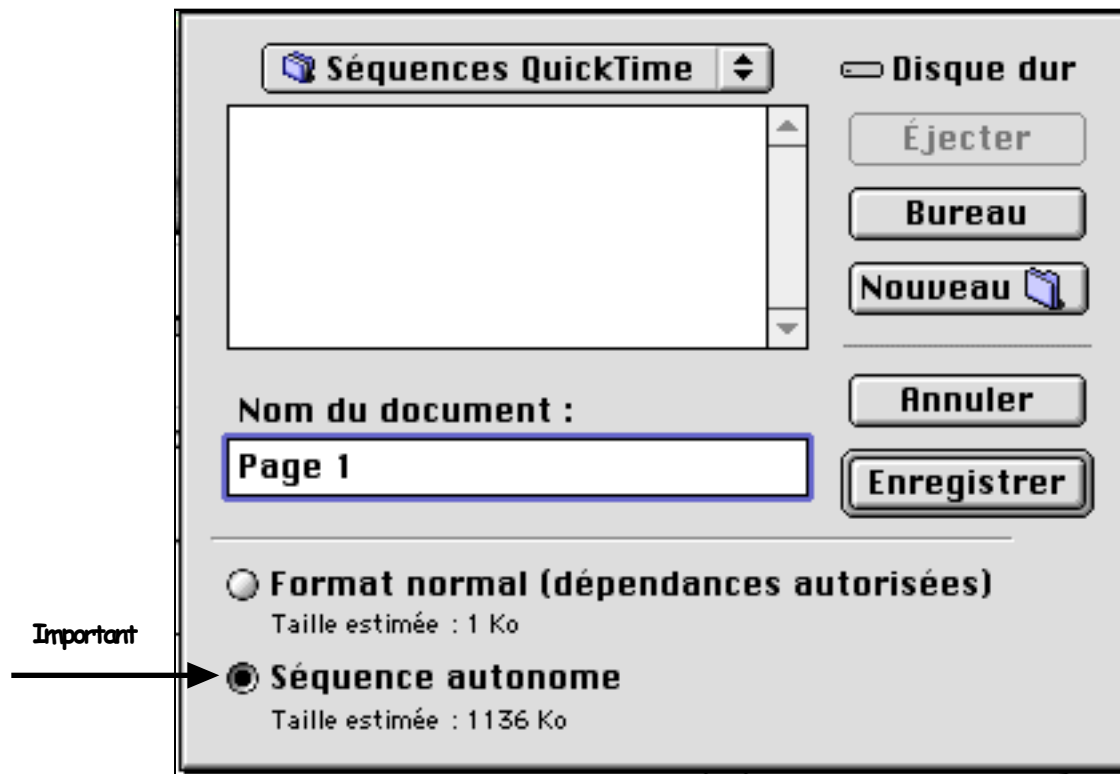 Séquences QuickTime
Disque dur
Éjecter
Bureau
Nouveau
Nom du document :
Page 1
Annuler
Enregistrer
Format normal (dépendances autorisées)
Taille estimée : 1 Ko
Important
Séquence autonome
Taille estimée : 1136 Ko